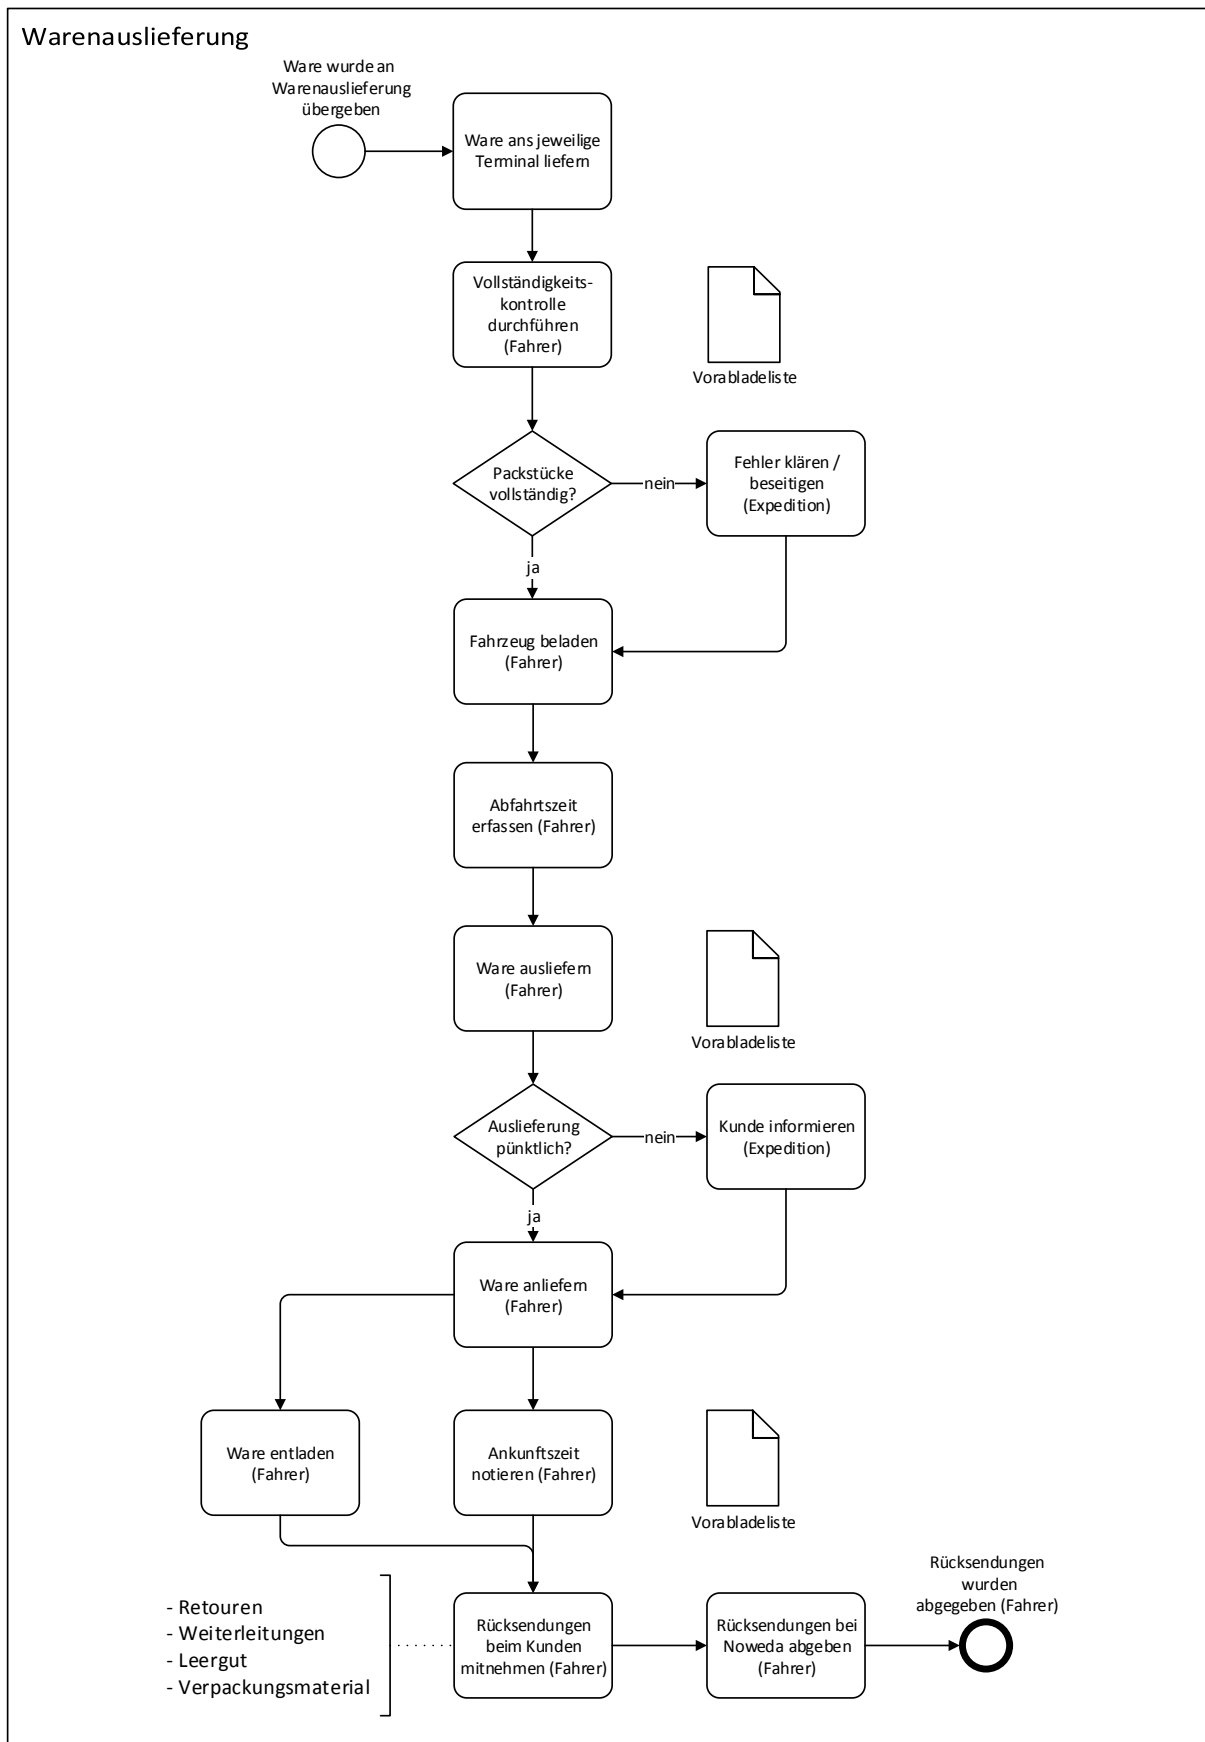 Warenauslieferung
Ware wurde an
Warenauslieferung
übergeben
Ware ans jeweilige
Terminal liefern
Vollständigkeits-
kontrolle
durchführen
(Fahrer)
Vorabladeliste
Packstücke
vollständig?
nein
Fehler klären /
beseitigen
(Expedition)
ja
Fahrzeug beladen
(Fahrer)
Abfahrtszeit
erfassen (Fahrer)
Ware ausliefern
(Fahrer)
Vorabladeliste
Auslieferung
pünktlich?
nein
Kunde informieren
(Expedition)
ja
Ware anliefern
(Fahrer)
Ware entladen
(Fahrer)
Ankunftszeit
notieren (Fahrer)
Vorabladeliste
- Retouren
- Weiterleitungen
- Leergut
- Verpackungsmaterial
Rücksendungen
beim Kunden
mitnehmen (Fahrer)
Rücksendungen bei
Noweda abgeben
(Fahrer)
Rücksendungen
wurden
abgegeben (Fahrer)